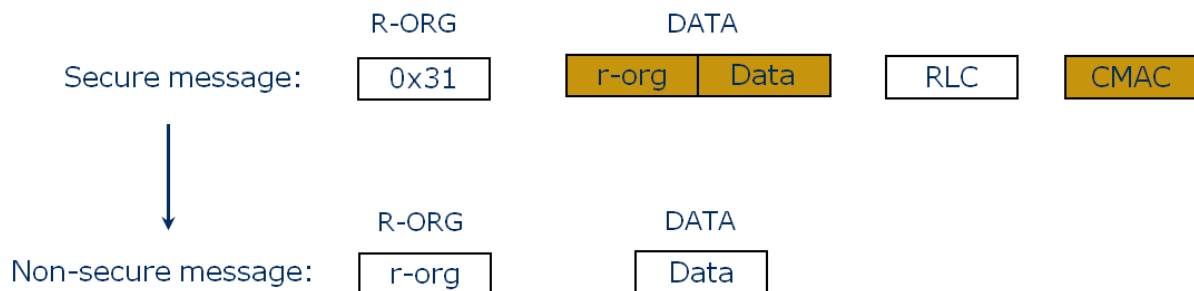 R-ORG DATA
Secure message: 0x31 r-org Data RLC CMAC
R-ORG DATA
Non-secure message: r-org Data